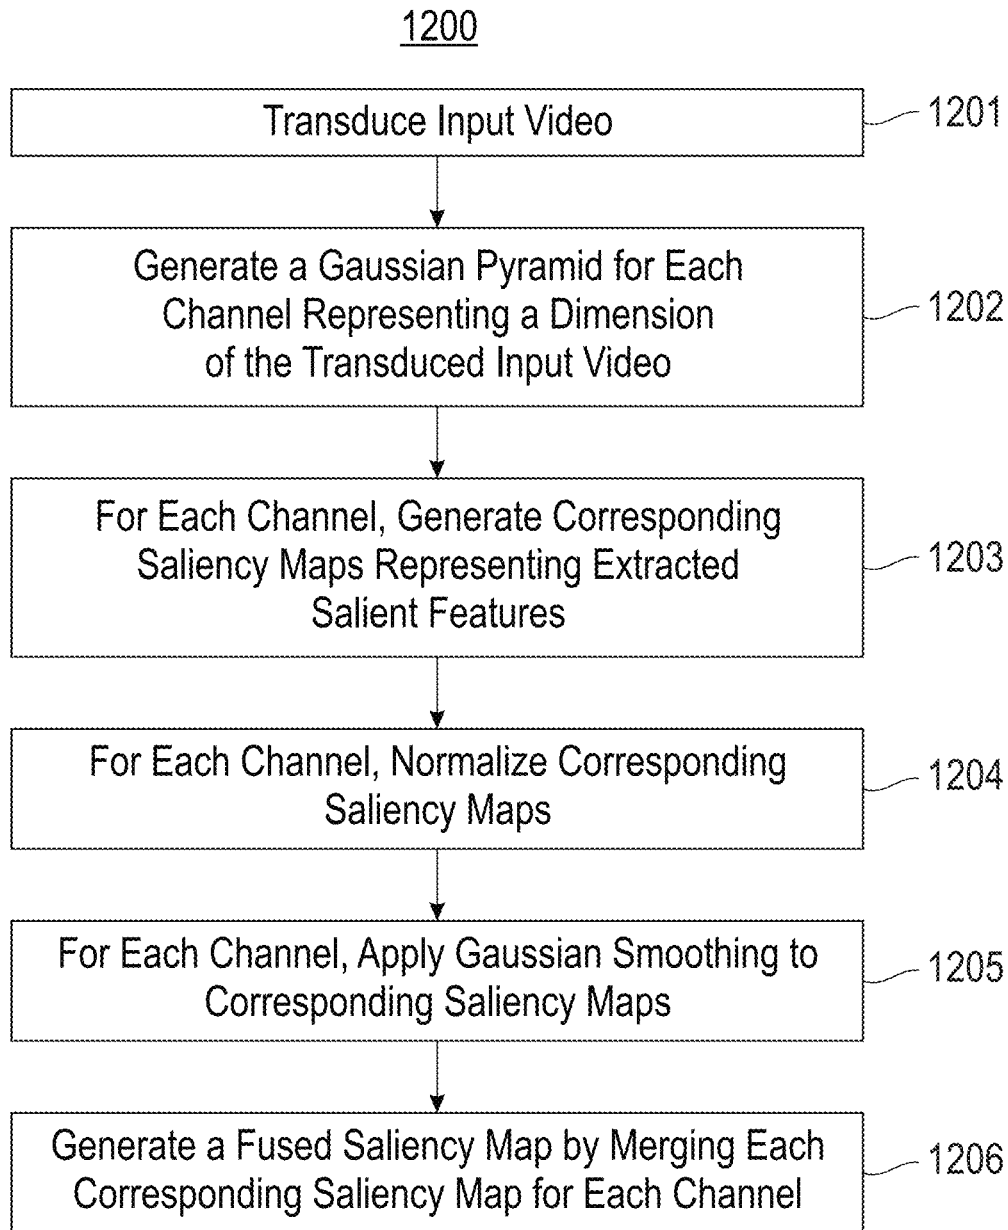 1200
Transduce Input Video
1201
Generate a Gaussian Pyramid for Each
Channel Representing a Dimension
of the Transduced Input Video
1202
For Each Channel, Generate Corresponding
Saliency Maps Representing Extracted
Salient Features
1203
For Each Channel, Normalize Corresponding
Saliency Maps
1204
For Each Channel, Apply Gaussian Smoothing to
Corresponding Saliency Maps
1205
Generate a Fused Saliency Map by Merging Each
Corresponding Saliency Map for Each Channel
1206